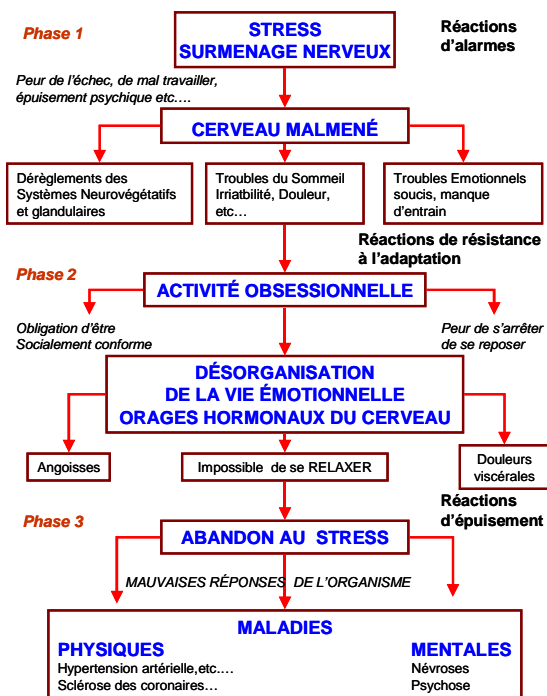 Phase 1
STRESS
SURMENAGE NERVEUX
Réactions
d'alarmes
Peur de l'échec, de mal travailler,
épuisement psychique etc….
CERVEAU MALMENÉ
Dérèglements des
Systèmes Neurovégétatifs
et glandulaires
Troubles du Sommeil
Irriatbilité, Douleur,
etc…
Troubles Emotionnels
soucis, manque
d'entrain
Réactions de résistance
à l'adaptation
Phase 2
ACTIVITÉ OBSESSIONNELLE
Obligation d'être
Socialement conforme
Peur de s'arrêter
de se reposer
DÉSORGANISATION
DE LA VIE ÉMOTIONNELLE
ORAGES HORMONAUX DU CERVEAU
Angoisses
Impossible de se RELAXER
Douleurs
viscérales
Réactions
d'épuisement
Phase 3
ABANDON AU STRESS
MAUVAISES RÉPONSES DE L'ORGANISME
MALADIES
PHYSIQUES
Hypertension artérielle,etc….
Sclérose des coronaires…
MENTALES
Névroses
Psychose